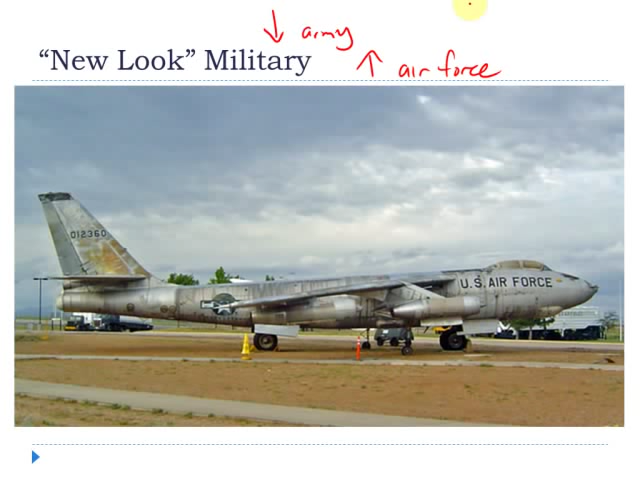 ↓ army
“New Look” Military
↑ air force
012360
U.S. AIR FORCE